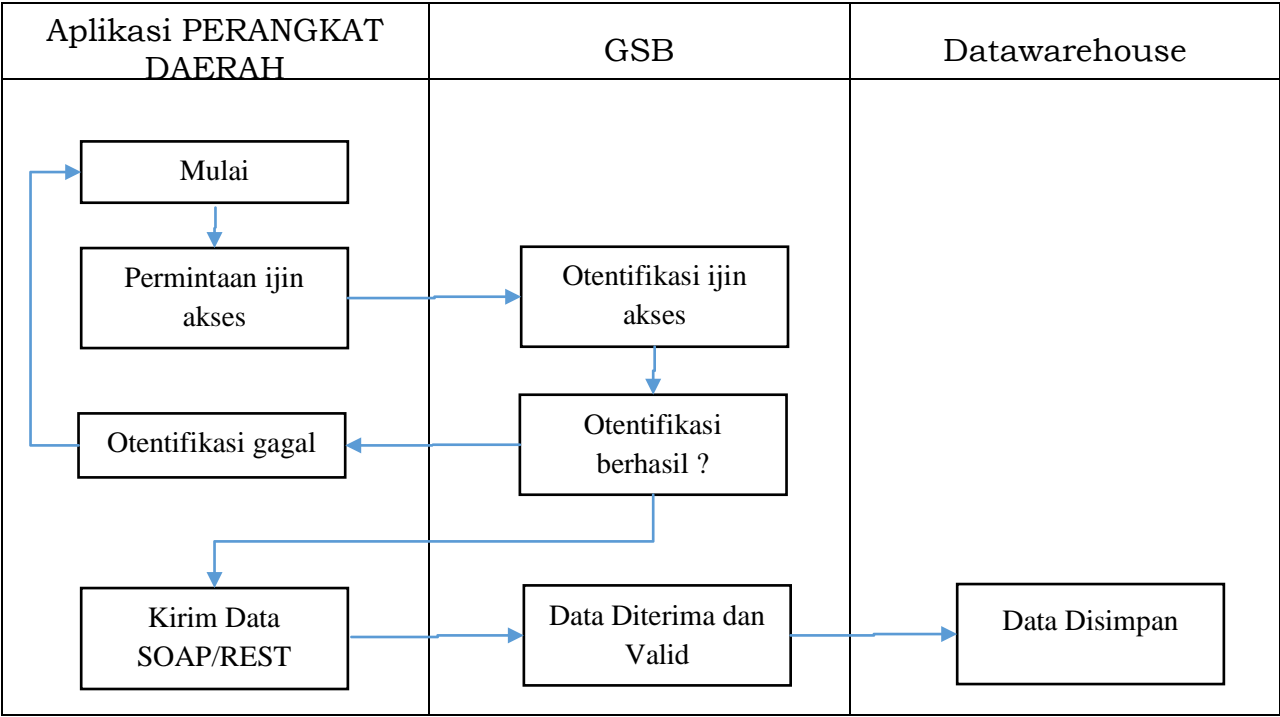 Aplikasi PERANGKAT
DAERAH
GSB
Datawarehouse
Mulai
Permintaan ijin
akses
Otentifikasi ijin
akses
Otentifikasi gagal
Otentifikasi
berhasil ?
Kirim Data
SOAP/REST
Data Diterima dan
Valid
Data Disimpan